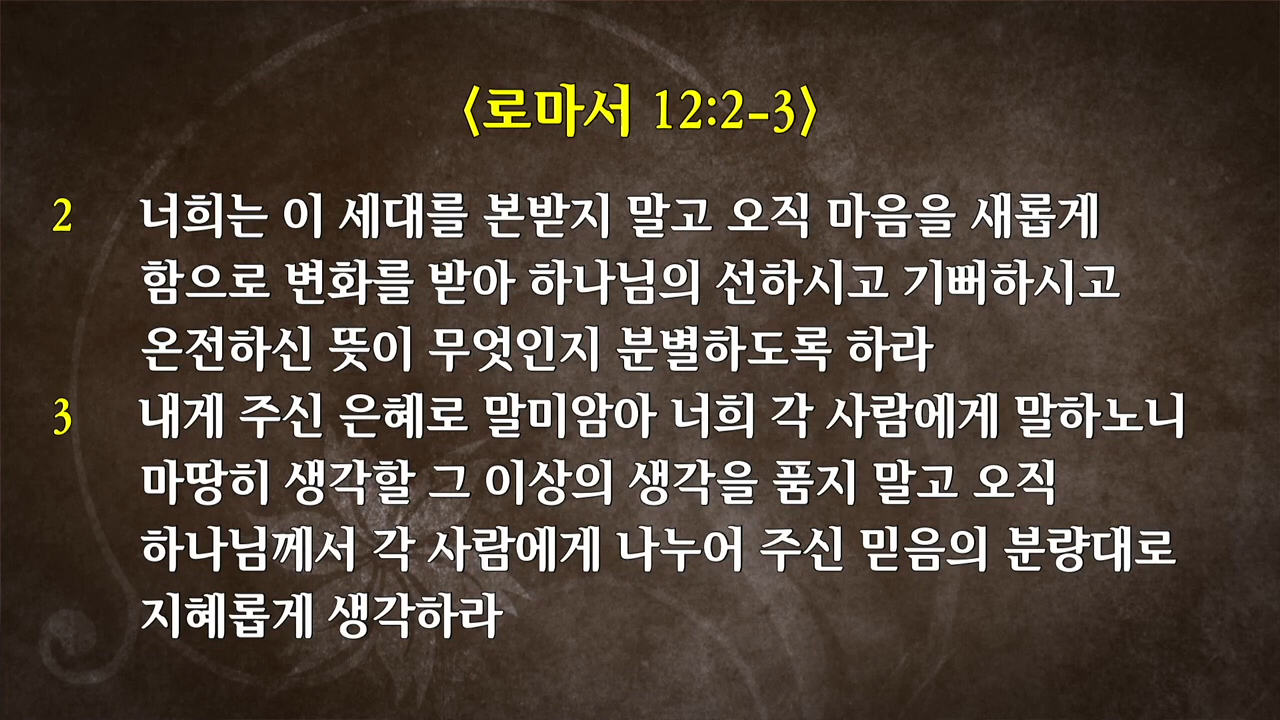 <로마서 12:2-3>
2 너희는 이 세대를 본받지 말고 오직 마음을 새롭게
함으로 변화를 받아 하나님의 선하시고 기뻐하시고
온전하신 뜻이 무엇인지 분별하도록 하라
3 내게 주신 은혜로 말미암아 너희 각 사람에게 말하노니
마땅히 생각할 그 이상의 생각을 품지 말고 오직
하나님께서 각 사람에게 나누어 주신 믿음의 분량대로
지혜롭게 생각하라